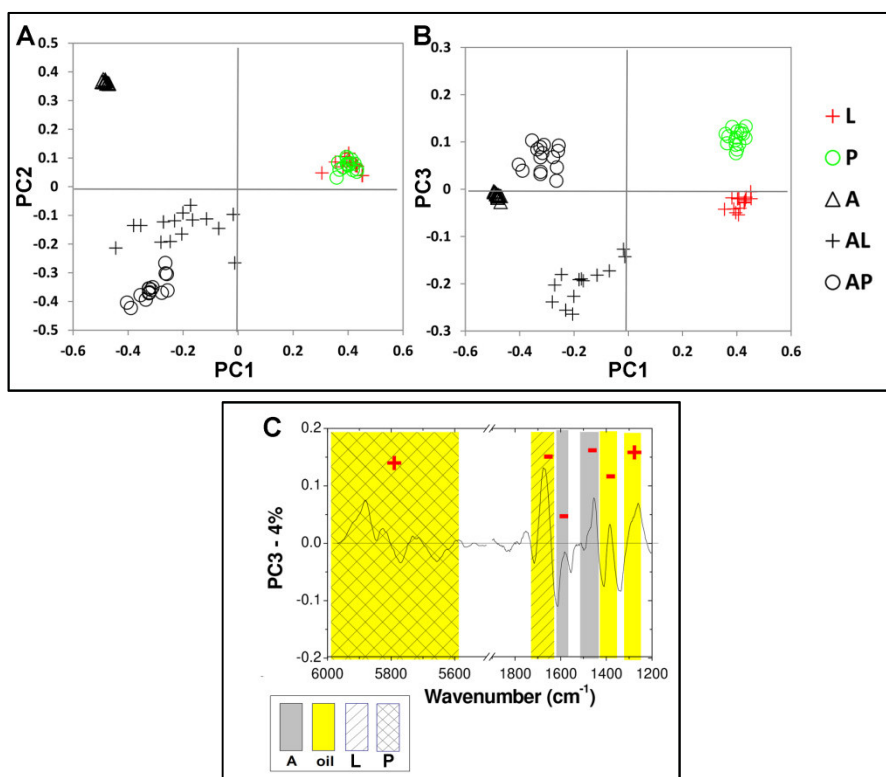 A
B
0.5
0.4
0.3
0.2
0.1
0
-0.1
-0.2
-0.3
-0.4
-0.5
PC2
-0.6 -0.4 -0.2 0 0.2 0.4 0.6
PC1
0.3
0.2
0.1
0
-0.1
-0.2
-0.3
PC3
-0.6 -0.4 -0.2 0 0.2 0.4 0.6
PC1
L
P
A
AL
AP
C
0.2
0.1
0.0
-0.1
-0.2
PC3 - 4%
+ - - - - +
6000 5800 5600 1800 1600 1400 1200
Wavenumber (cm⁻¹)
A oil L P